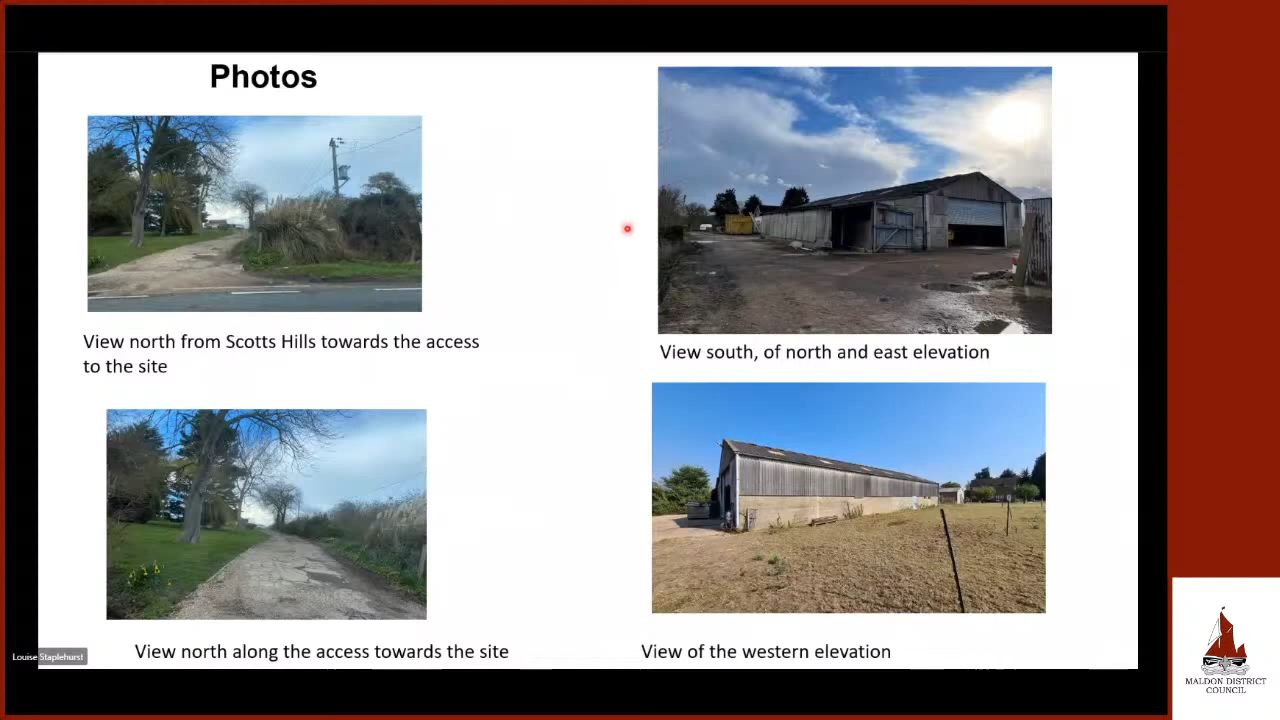 Photos
View north from Scotts Hills towards the access
to the site
View south, of north and east elevation
View north along the access towards the site
View of the western elevation
Louise Staplehurst
MALDON DISTRICT
COUNCIL